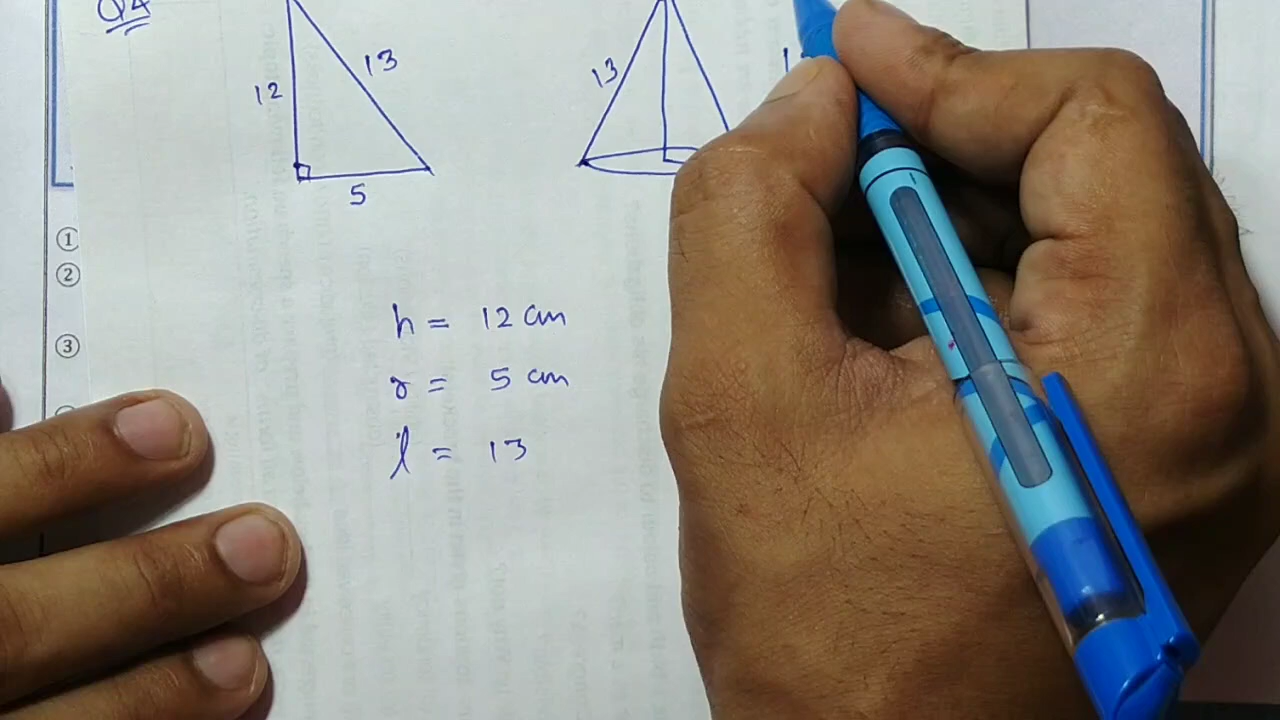 Q4
13
12
5
13
h = 12 cm
r = 5 cm
l = 13
①
②
③